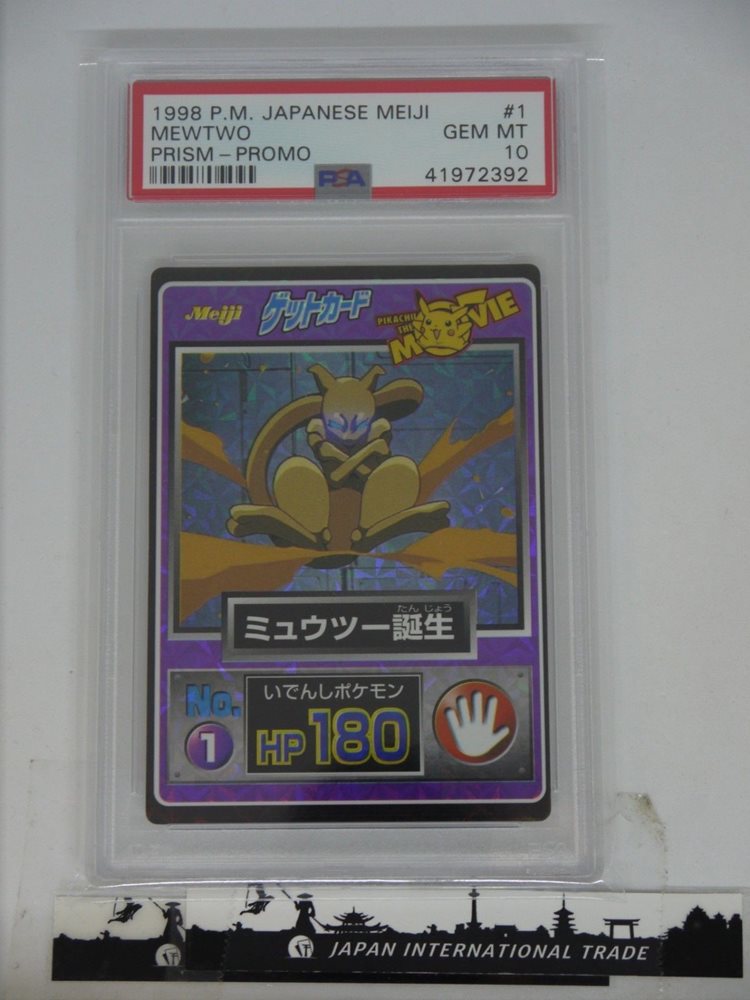 1998 P.M. JAPANESE MEIJI #1
MEWTWO GEM MT
PRISM-PROMO 10
PSA 41972392
Meiji ゲットカード PIKACHU THE MOVIE
たんじょう
ミュウツー誕生
No. 1
いでんしポケモン
HP 180
JAPAN INTERNATIONAL TRADE